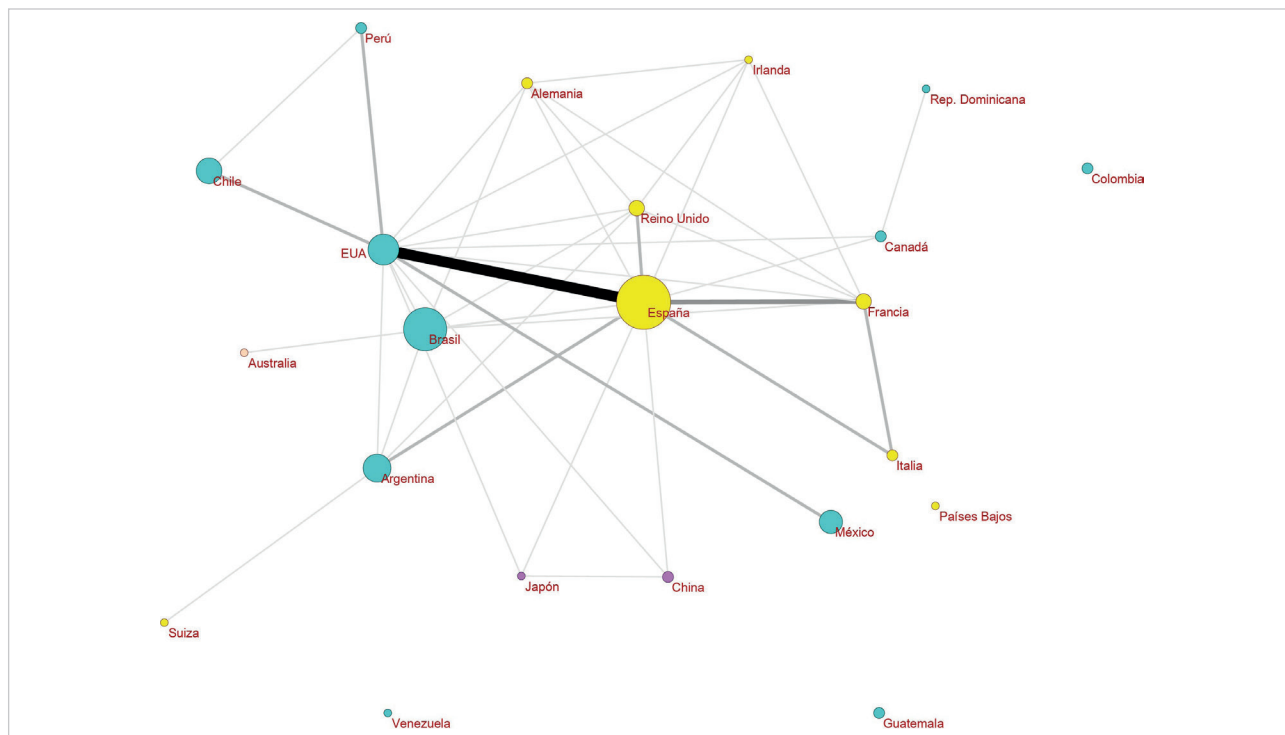 Perú
Irlanda
Alemania
Rep. Dominicana
Colombia
Chile
Reino Unido
Canadá
EUA
España
Francia
Brasil
Australia
Italia
Argentina
Países Bajos
México
Japón
China
Suiza
Venezuela
Guatemala